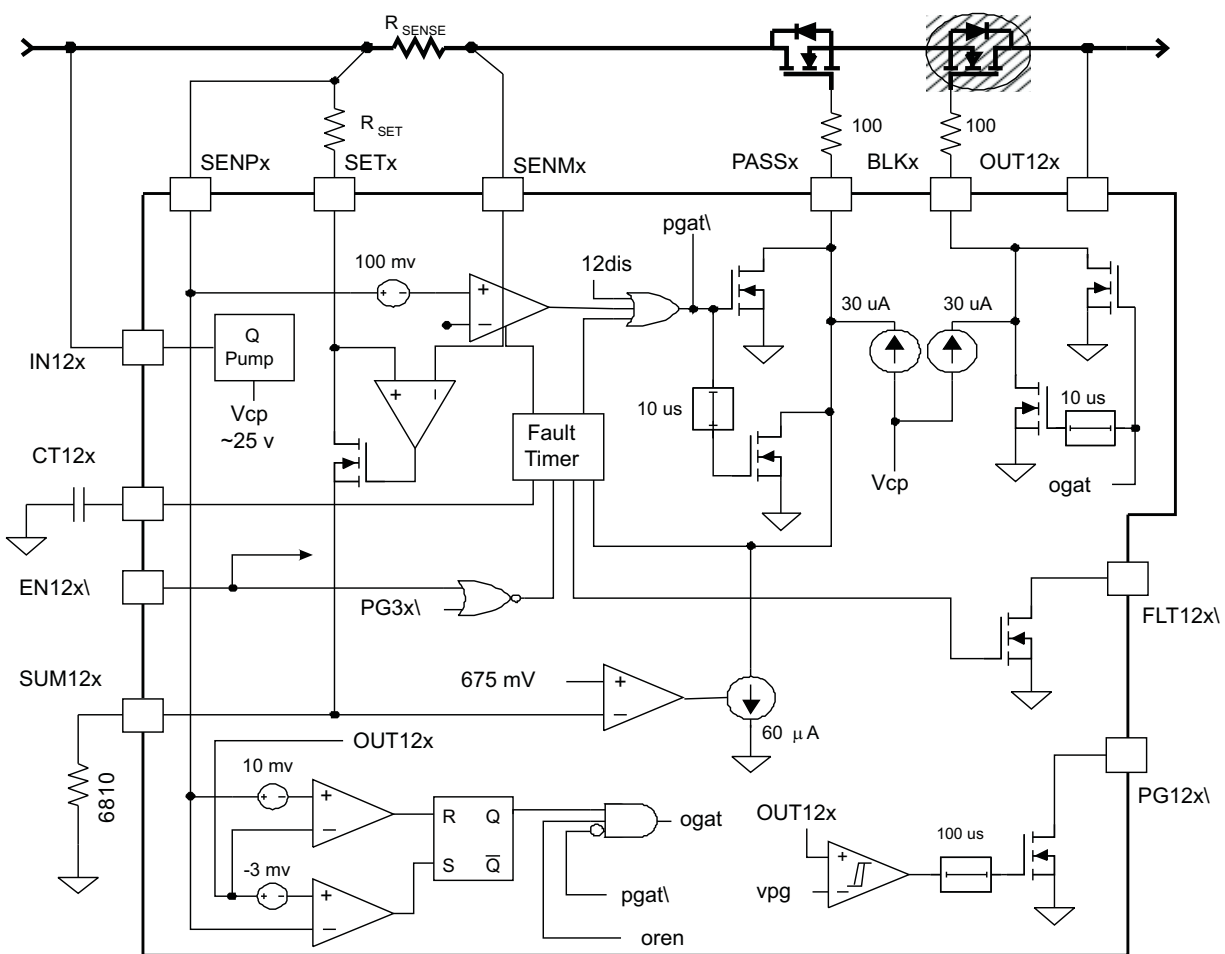 R SENSE
R SET
100
100
SENPx
SETx
SENMx
PASSx
BLKx
OUT12x
pgat\
100 mv
12dis
+
−
30 uA
30 uA
Q
Pump
IN12x
Vcp
~25 v
+
−
10 us
10 us
Fault
Timer
Vcp
ogat
CT12x
EN12x\
PG3x\
FLT12x\
SUM12x
675 mV
+
−
60 μA
OUT12x
6810
10 mv
+
−
R Q
S Q̅
ogat
-3 mv
+
−
pgat\
oren
OUT12x
+
−
vpg
100 us
PG12x\